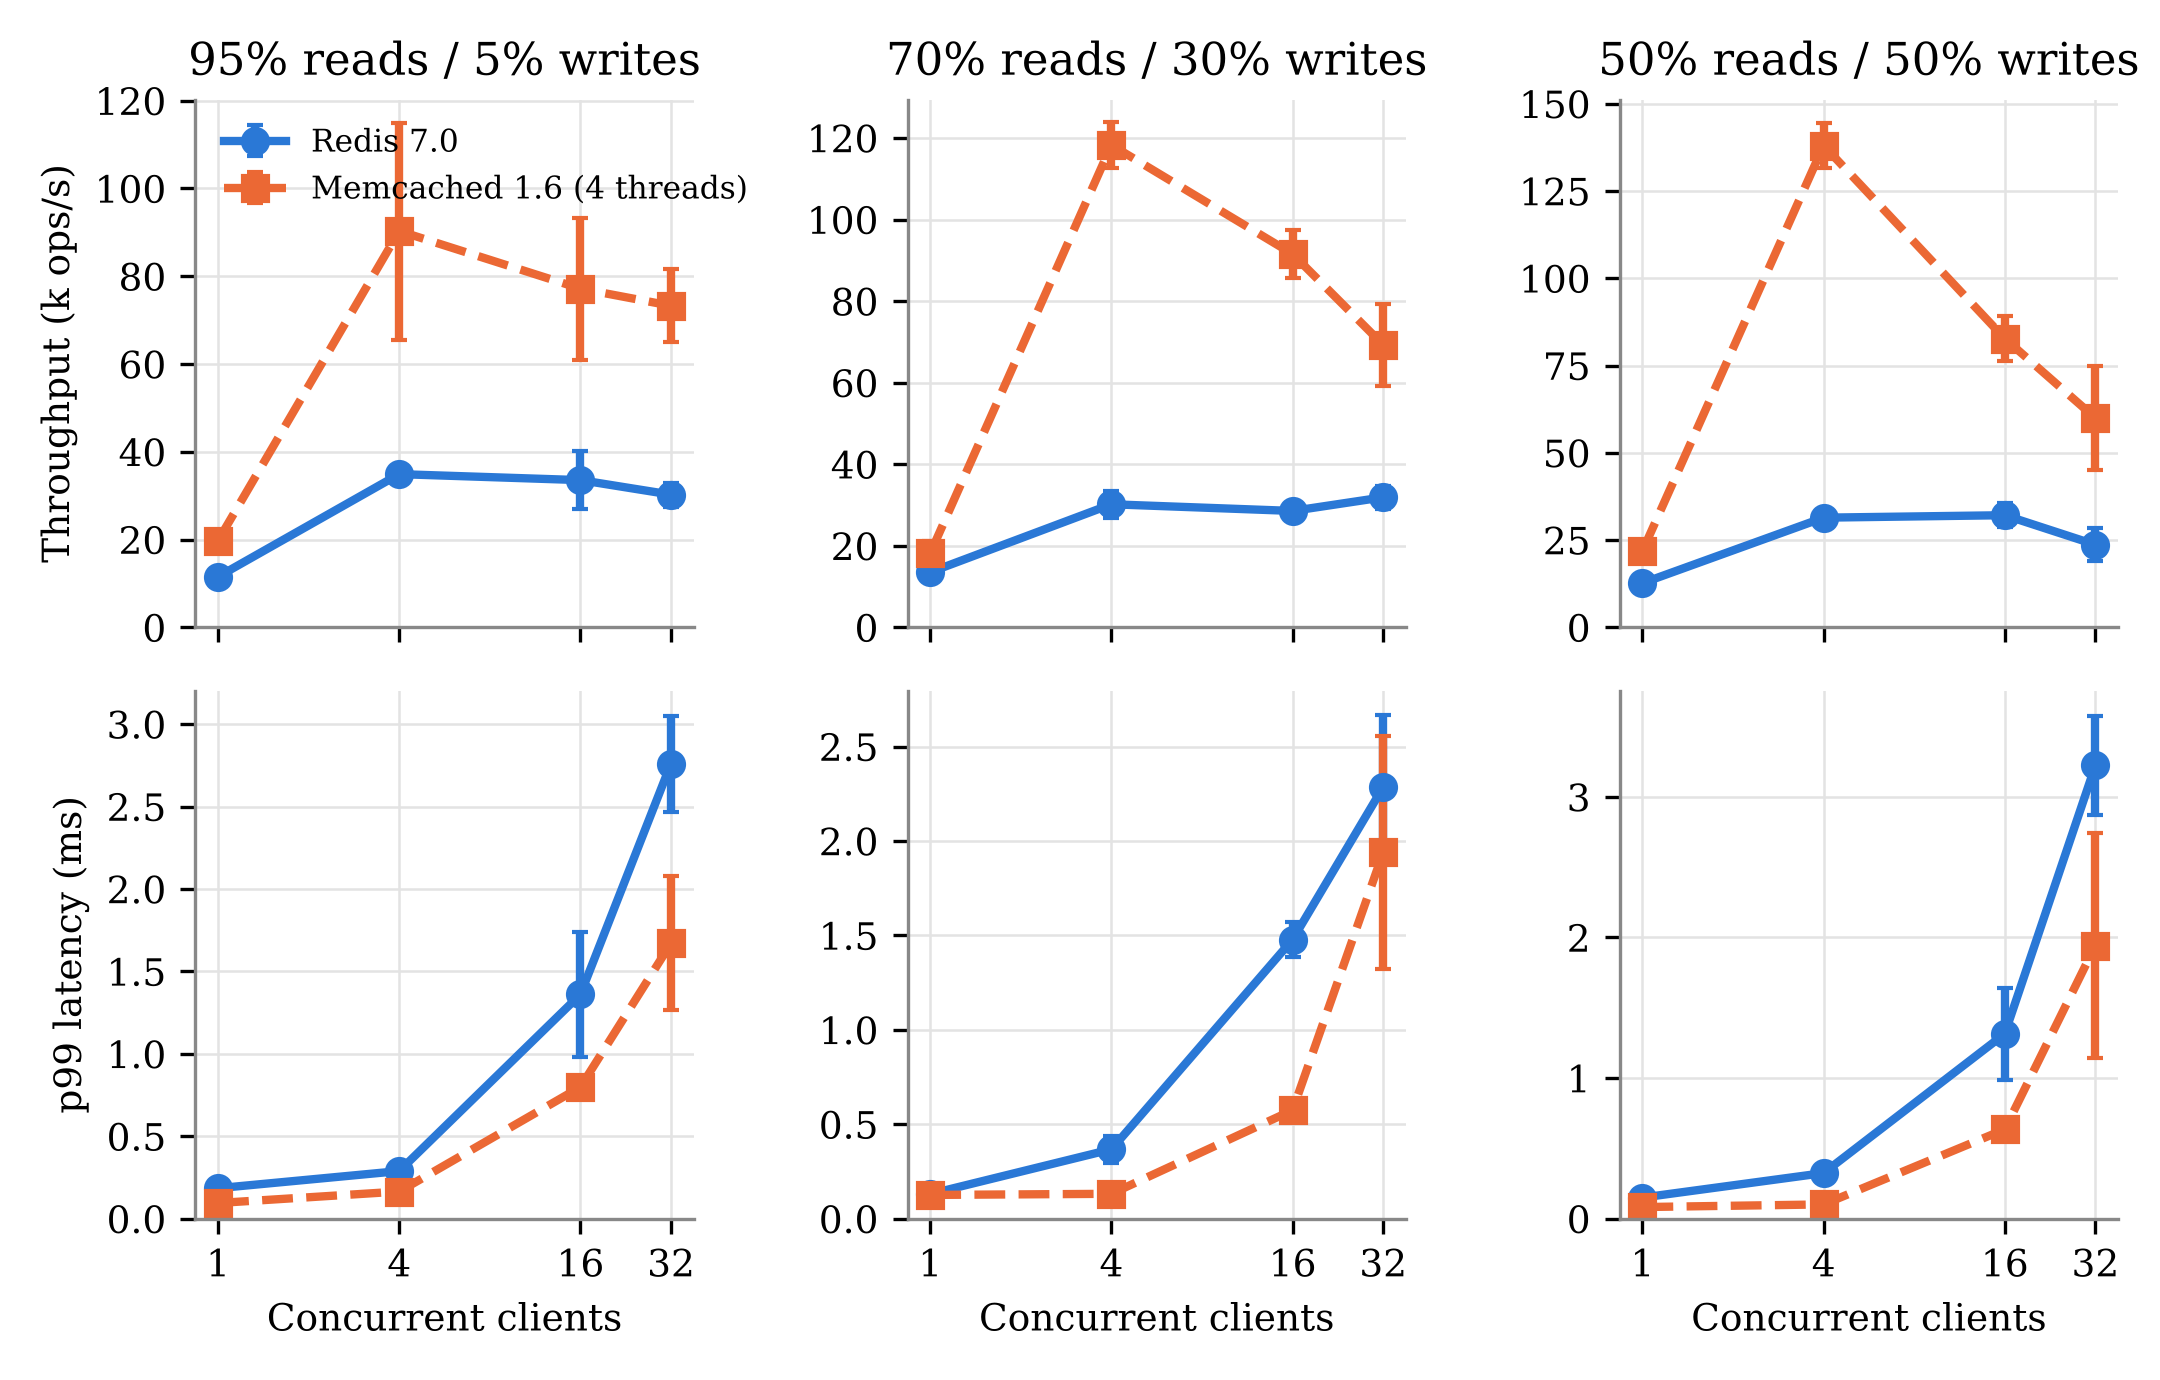 95% reads / 5% writes
70% reads / 30% writes
50% reads / 50% writes
Throughput (k ops/s)
120
100
80
60
40
20
0
Redis 7.0
Memcached 1.6 (4 threads)
120
100
80
60
40
20
0
150
125
100
75
50
25
0
p99 latency (ms)
3.0
2.5
2.0
1.5
1.0
0.5
0.0
1 4 16 32
Concurrent clients
2.5
2.0
1.5
1.0
0.5
0.0
1 4 16 32
Concurrent clients
3
2
1
0
1 4 16 32
Concurrent clients